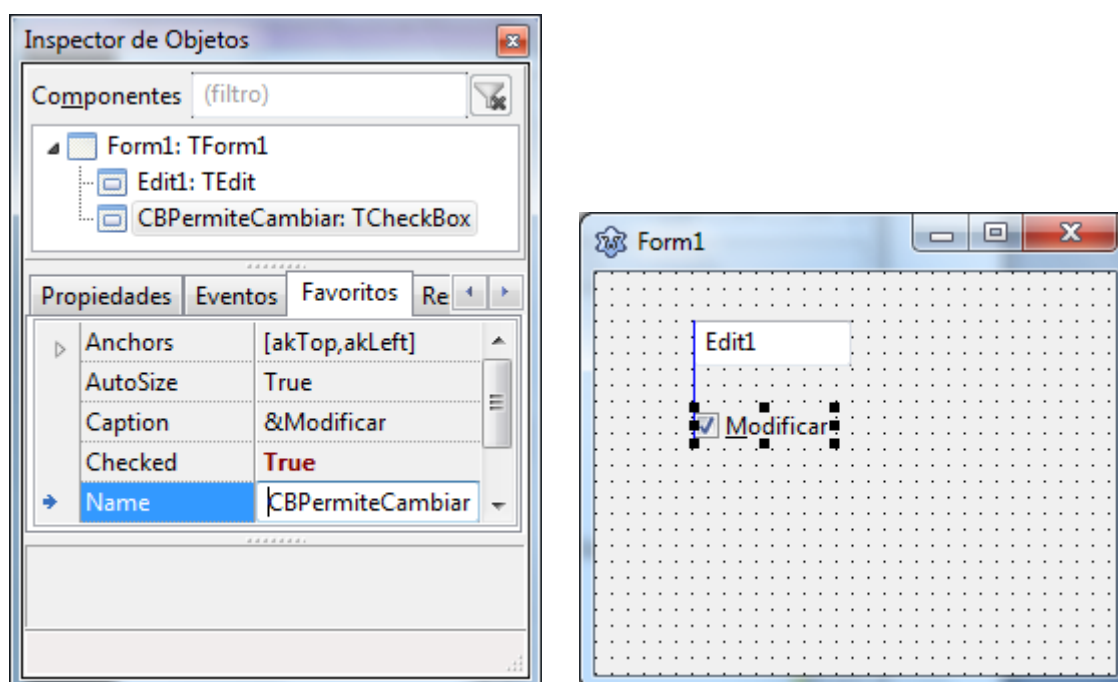 Inspector de Objetos
Componentes (filtro)
Form1: TForm1
Edit1: TEdit
CBPermiteCambiar: TCheckBox
Propiedades Eventos Favoritos Re
Anchors [akTop,akLeft]
AutoSize True
Caption &Modificar
Checked True
Name CBPermiteCambiar
Form1
Edit1
Modificar